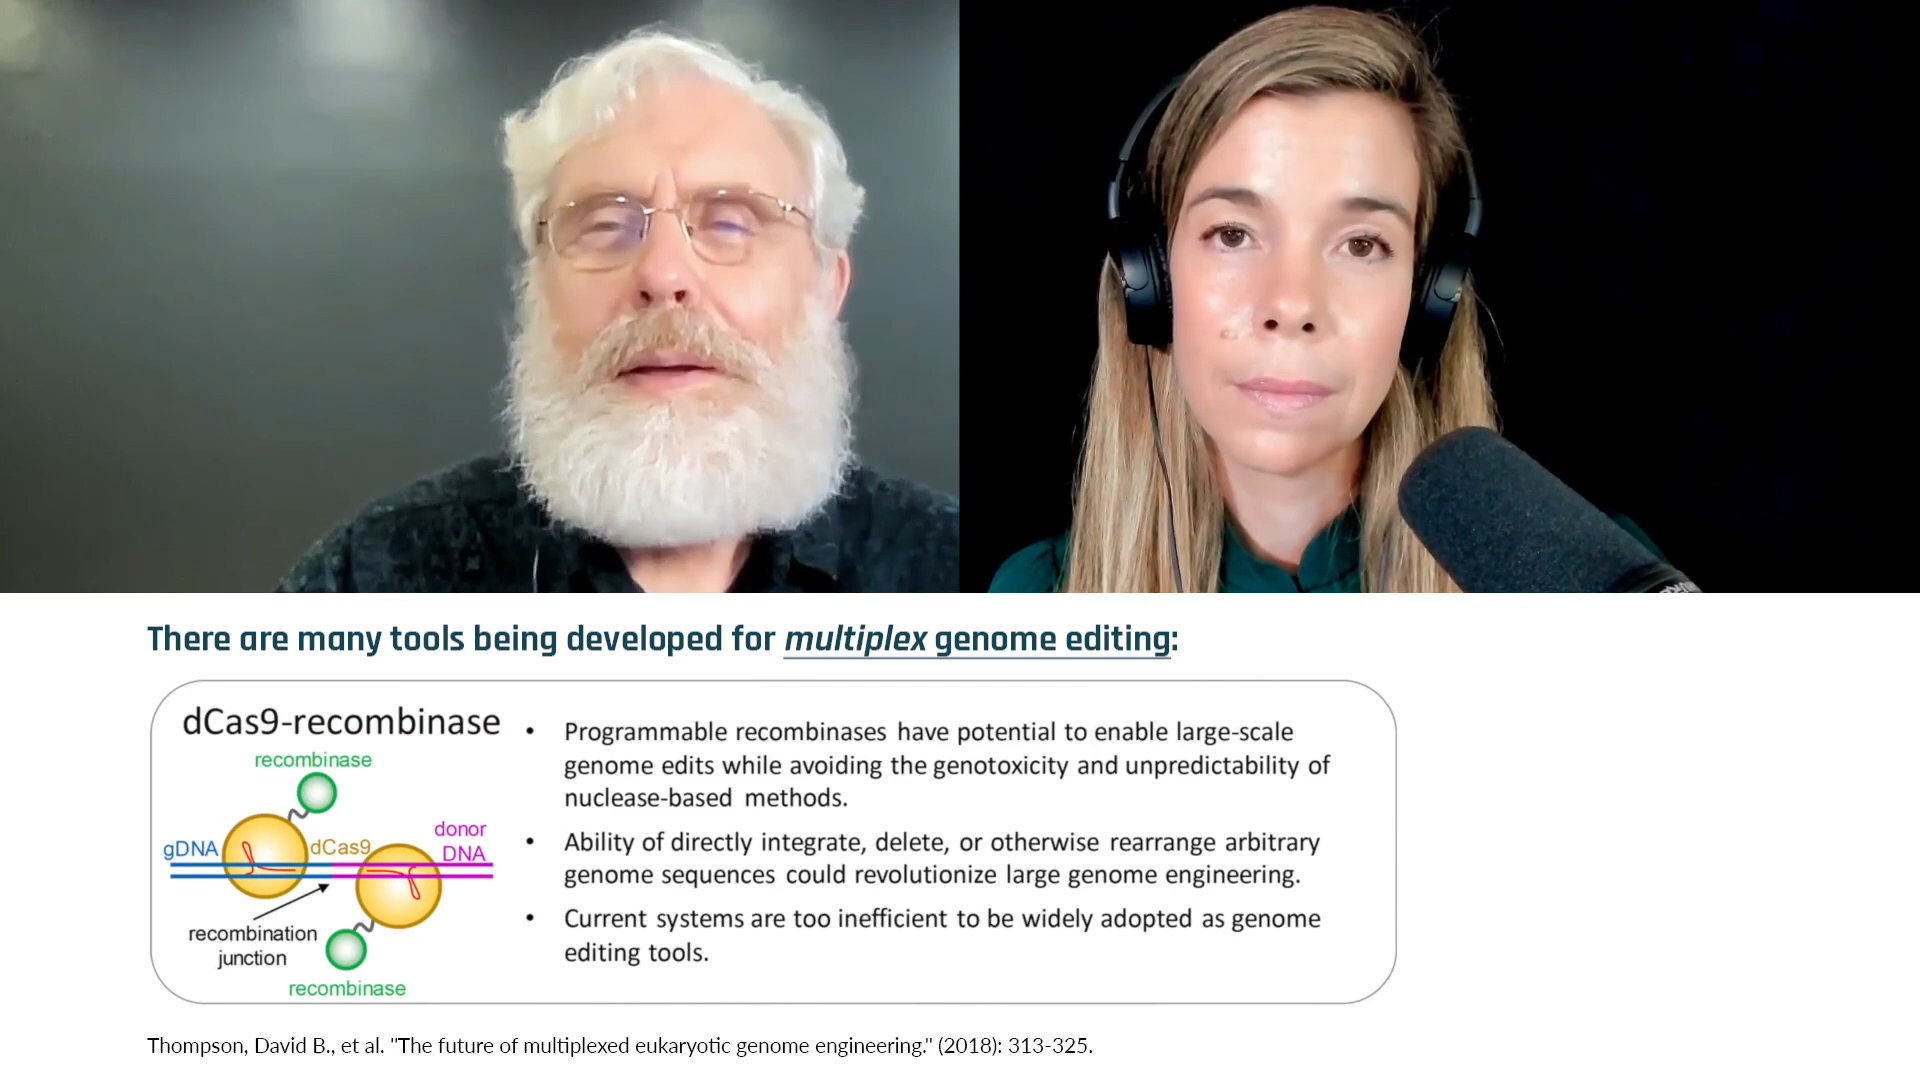 There are many tools being developed for multiplex genome editing:
dCas9-recombinase
recombinase
gDNA
dCas9
donor
DNA
recombination
junction
recombinase
• Programmable recombinases have potential to enable large-scale
genome edits while avoiding the genotoxicity and unpredictability of
nuclease-based methods.
• Ability of directly integrate, delete, or otherwise rearrange arbitrary
genome sequences could revolutionize large genome engineering.
• Current systems are too inefficient to be widely adopted as genome
editing tools.
Thompson, David B., et al. "The future of multiplexed eukaryotic genome engineering." (2018): 313-325.